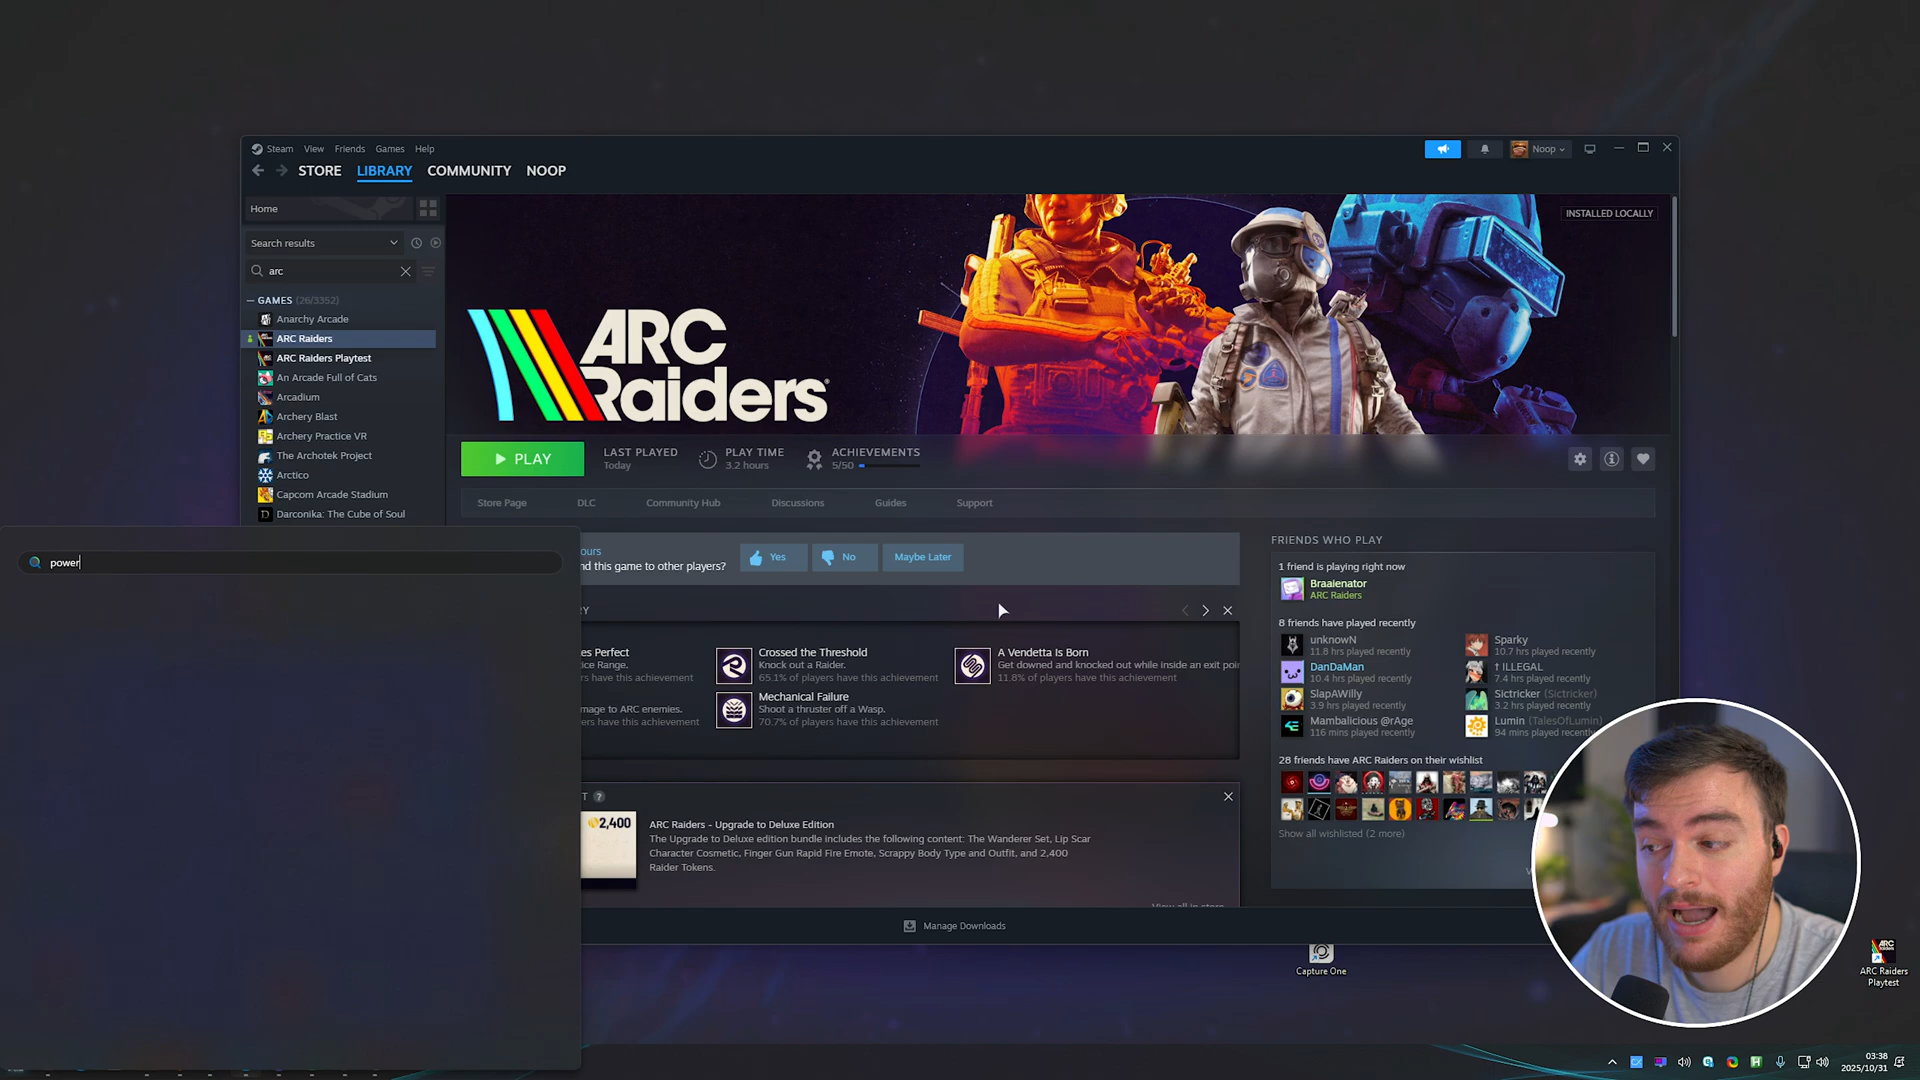 Steam View Friends Games Help
Noop
STORE LIBRARY COMMUNITY NOOP
Home
INSTALLED LOCALLY
Search results
arc
GAMES (26/3352)
Anarchy Arcade
ARC Raiders
ARC Raiders Playtest
An Arcade Full of Cats
Arcadium
Archery Blast
Archery Practice VR
The Archotek Project
Arctico
Capcom Arcade Stadium
Darconika: The Cube of Soul
ARC
Raiders
PLAY
LAST PLAYED
Today
PLAY TIME
3.2 hours
ACHIEVEMENTS
5/50
Store Page DLC Community Hub Discussions Guides Support
power
ours
nd this game to other players?
Yes No Maybe Later
RY
es Perfect
ice Range.
ers have this achievement
Crossed the Threshold
Knock out a Raider.
65.1% of players have this achievement
A Vendetta Is Born
Get downed and knocked out while inside an exit poin
11.8% of players have this achievement
mage to ARC enemies.
ers have this achievement
Mechanical Failure
Shoot a thruster off a Wasp.
70.7% of players have this achievement
T ?
2,400
ARC Raiders - Upgrade to Deluxe Edition
The Upgrade to Deluxe edition bundle includes the following content: The Wanderer Set, Lip Scar
Character Cosmetic, Finger Gun Rapid Fire Emote, Scrappy Body Type and Outfit, and 2,400
Raider Tokens.
View all in store
Manage Downloads
FRIENDS WHO PLAY
1 friend is playing right now
Braaienator
ARC Raiders
8 friends have played recently
unknowN
11.8 hrs played recently
Sparky
10.7 hrs played recently
DanDaMan
10.4 hrs played recently
† ILLEGAL
7.4 hrs played recently
SlapAWilly
3.9 hrs played recently
Sictricker (Sictricker)
3.2 hrs played recently
Mambalicious @rAge
116 mins played recently
Lumin (TalesOfLumin)
94 mins played recently
28 friends have ARC Raiders on their wishlist
Show all wishlisted (2 more)
Capture One
ARC
Raiders
ARC Raiders
Playtest
03:38
2025/10/31